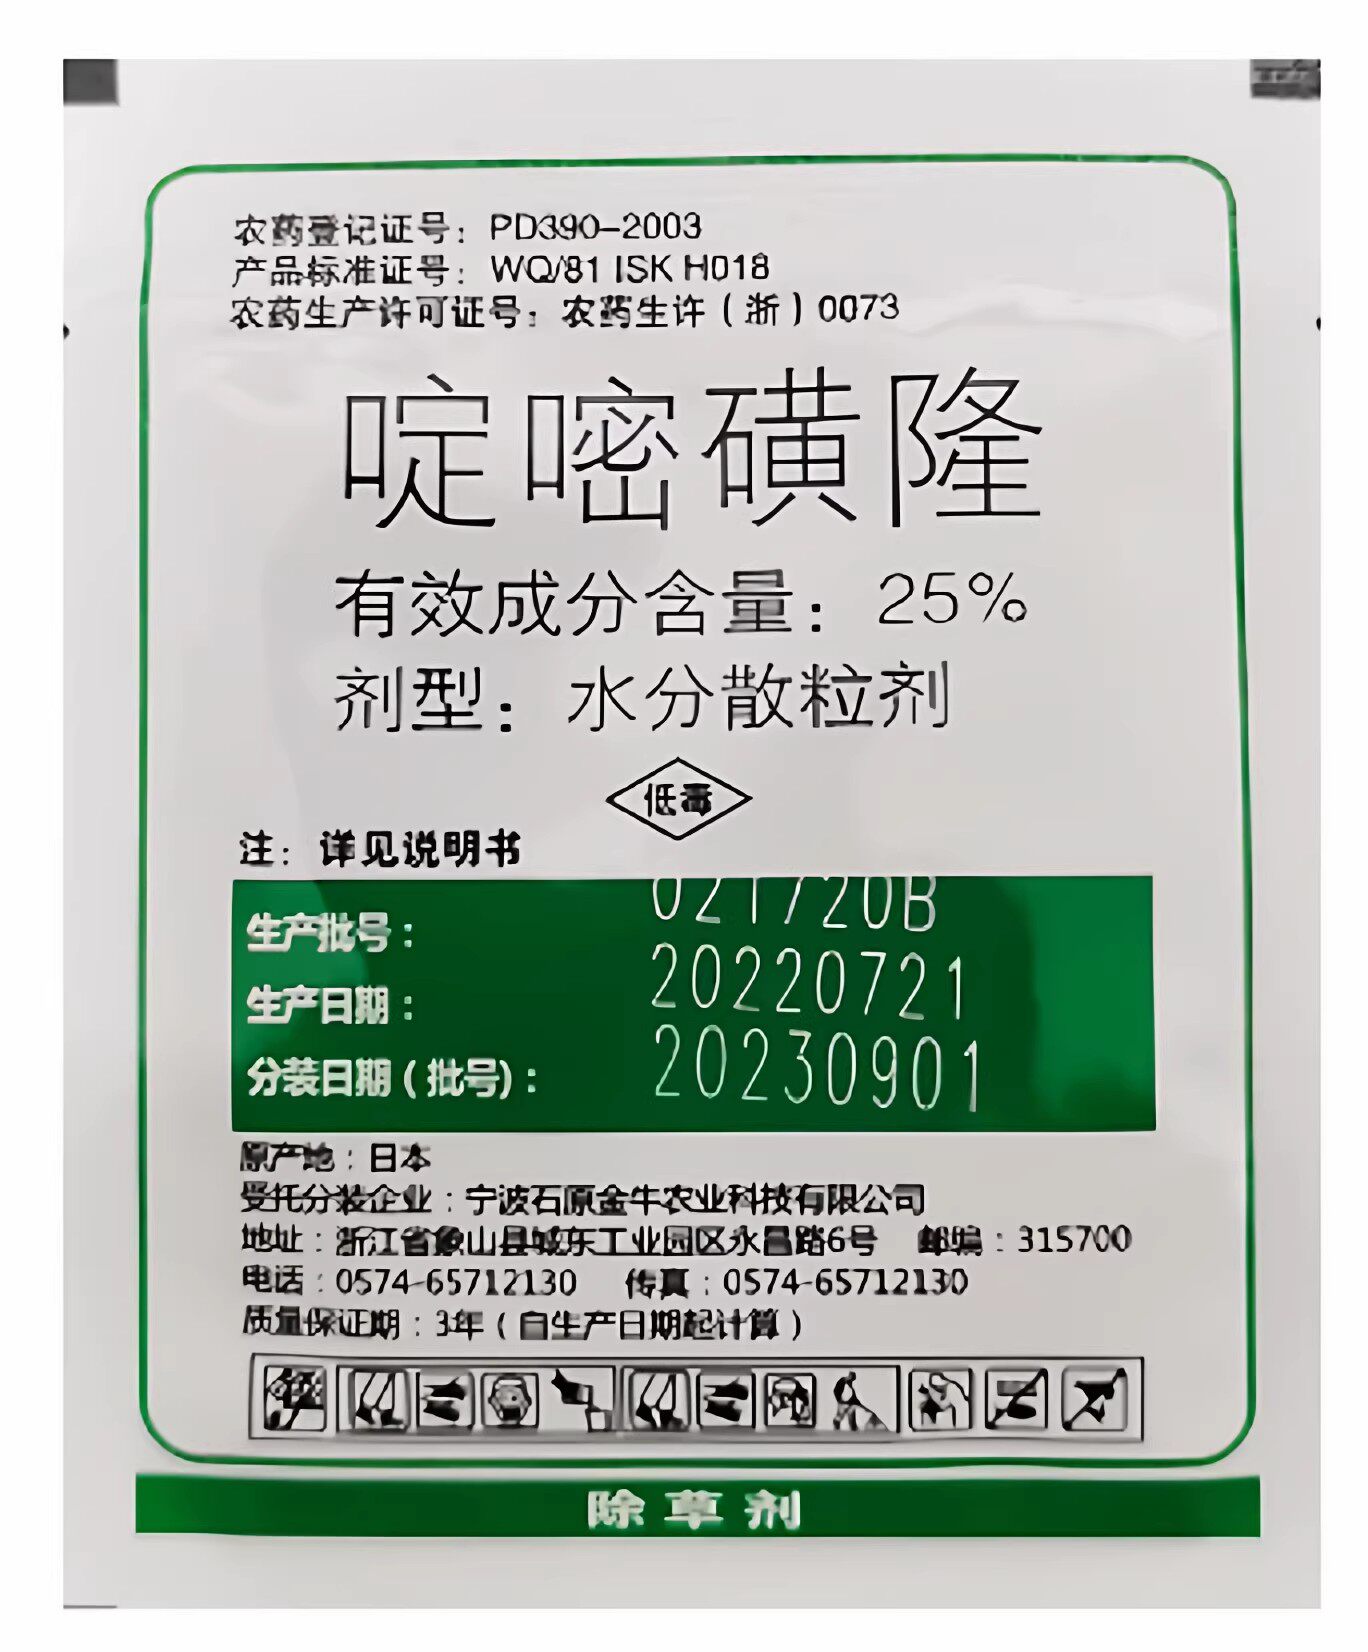 农药登记证号：PD390-2003
产品标准证号：WQ/81 ISK H018
农药生产许可证号：农药生许（浙）0073
啶嘧磺隆
有效成分含量：25%
剂型：水分散粒剂
低毒
注：详见说明书
生产批号： 021720B
生产日期： 20220721
分装日期（批号）： 20230901
原产地：日本
受托分装企业：宁波石原金牛农业科技有限公司
地址：浙江省象山县城东工业园区永昌路6号 邮编：315700
电话：0574-65712130 传真：0574-65712130
质量保证期：3年（自生产日期起计算）
除草剂